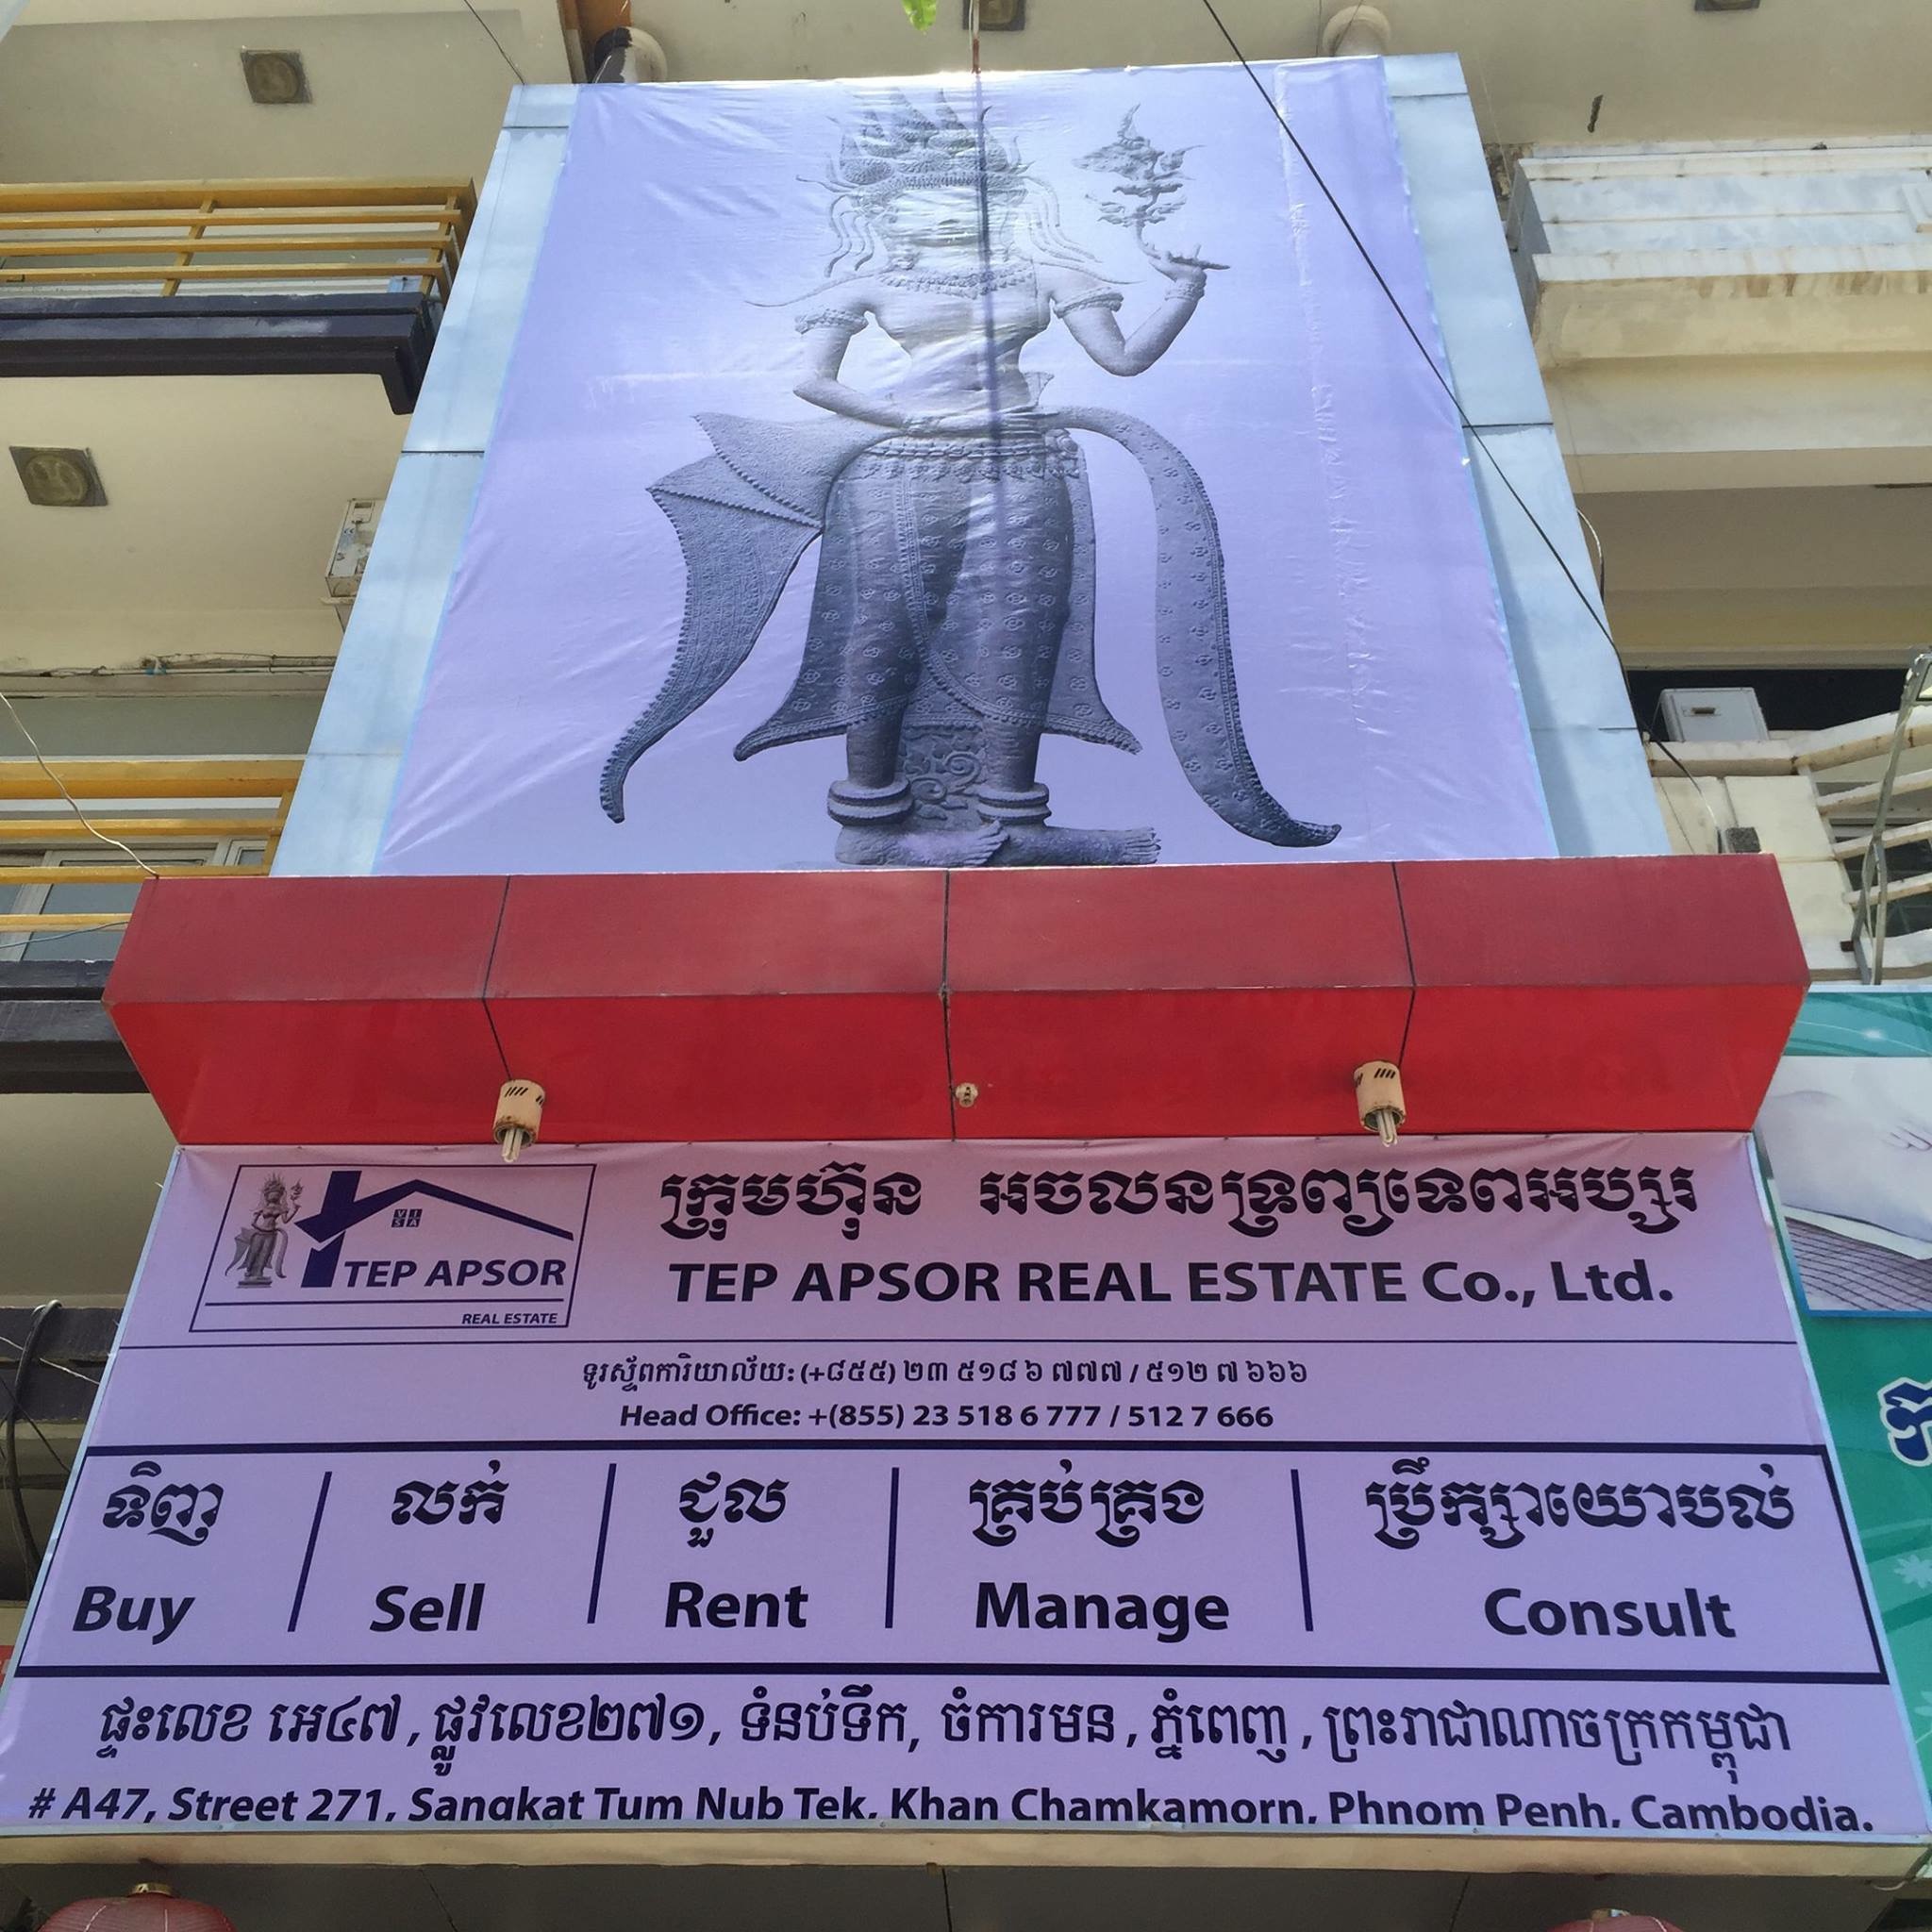 VI
SA
TEP APSOR
REAL ESTATE
ក្រុមហ៊ុន អចលនទ្រព្យទេពអប្សរ
TEP APSOR REAL ESTATE Co., Ltd.
ទូរស្ព័ទការិយាល័យ: (+៨៥៥) ២៣ ៥១៨ ៦ ៧៧៧ / ៥១២ ៧ ៦៦៦
Head Office: +(855) 23 518 6 777 / 512 7 666
ទិញ លក់ ជួល គ្រប់គ្រង ប្រឹក្សាយោបល់
Buy Sell Rent Manage Consult
ផ្ទះលេខ អេ៤៧, ផ្លូវលេខ២៧១, ទំនប់ទឹក, ចំការមន, ភ្នំពេញ, ព្រះរាជាណាចក្រកម្ពុជា
# A47, Street 271, Sangkat Tum Nub Tek, Khan Chamkamorn, Phnom Penh, Cambodia.